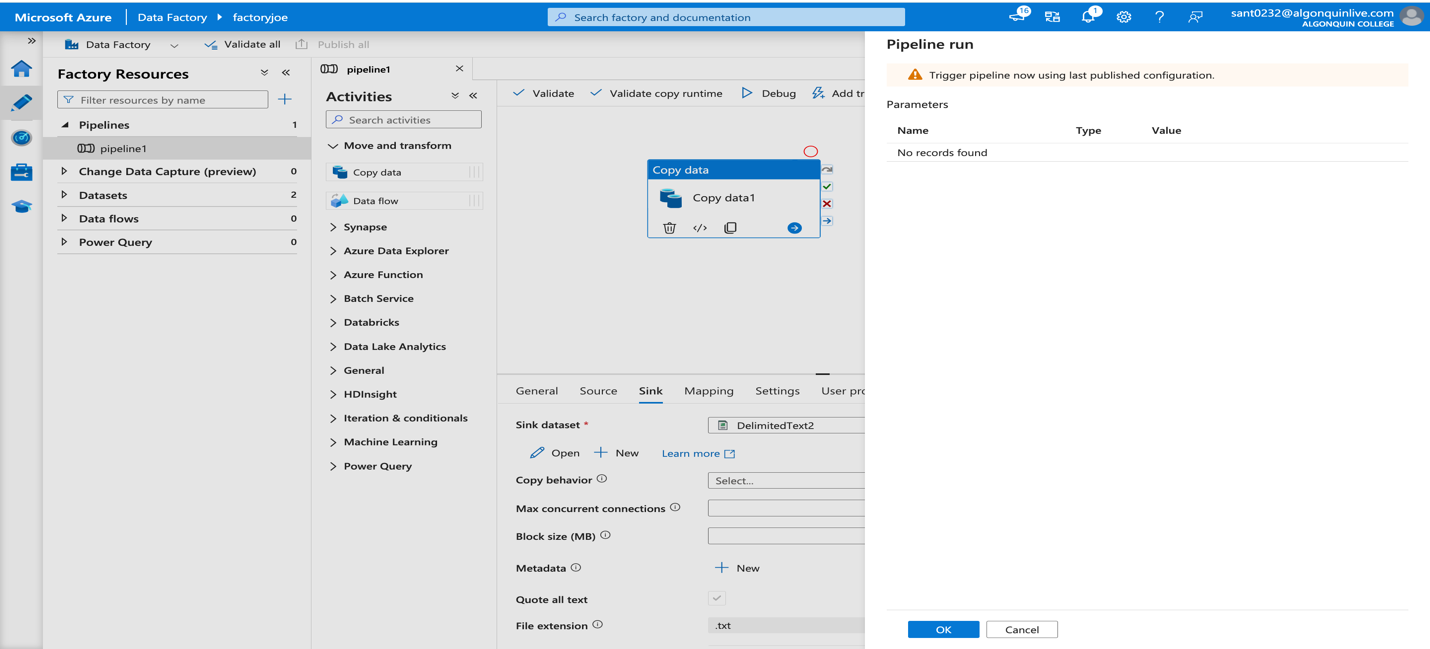 Microsoft Azure
Data Factory
factoryjoe
Search factory and documentation
16
1
sant0232@algonquinlive.com
ALGONQUIN COLLEGE
Data Factory
Validate all
Publish all
Factory Resources
Filter resources by name
Pipelines 1
pipeline1
Change Data Capture (preview) 0
Datasets 2
Data flows 0
Power Query 0
pipeline1
Activities
Search activities
Move and transform
Copy data
Data flow
Synapse
Azure Data Explorer
Azure Function
Batch Service
Databricks
Data Lake Analytics
General
HDInsight
Iteration & conditionals
Machine Learning
Power Query
Validate
Validate copy runtime
Debug
Add tr
Copy data
Copy data1
General Source Sink Mapping Settings User pro
Sink dataset * DelimitedText2
Open New Learn more
Copy behavior Select...
Max concurrent connections
Block size (MB)
Metadata New
Quote all text
File extension .txt
Pipeline run
Trigger pipeline now using last published configuration.
Parameters
Name Type Value
No records found
OK Cancel